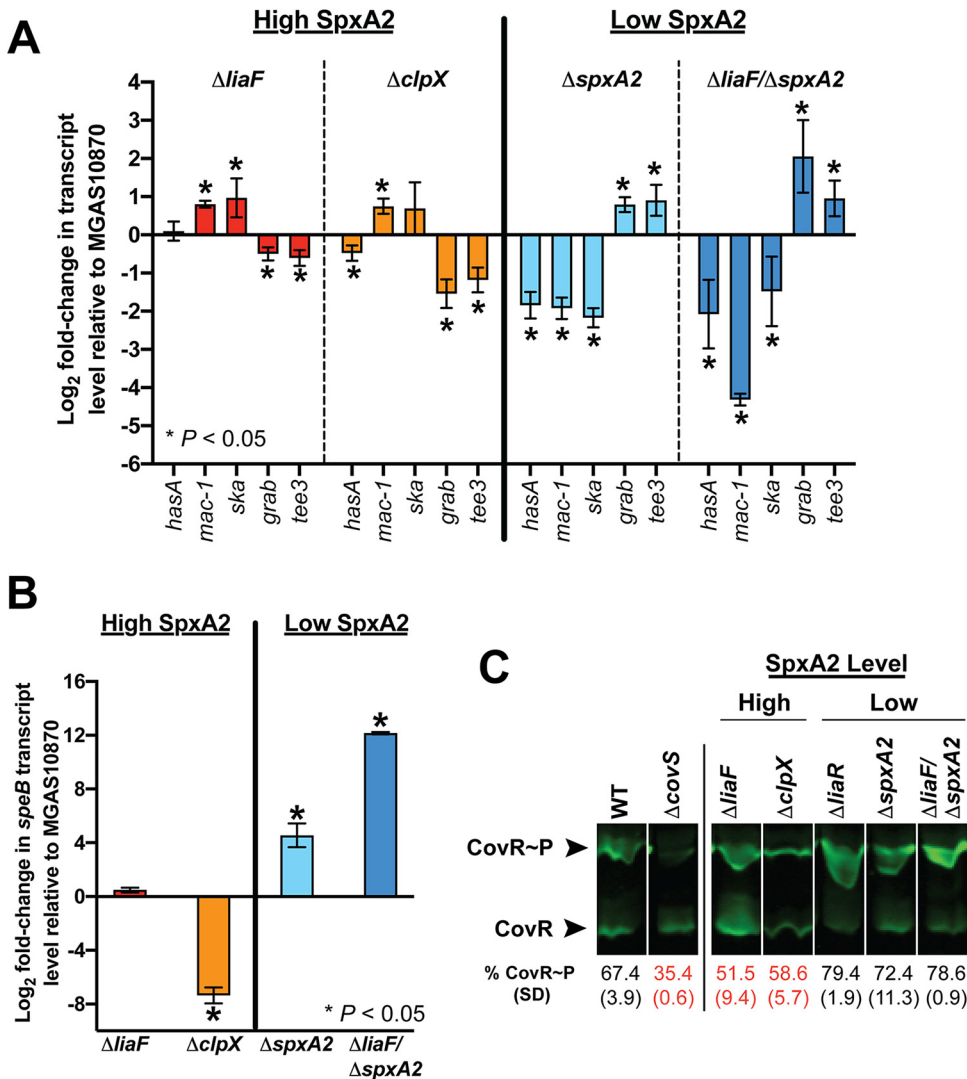 A
High SpxA2
Low SpxA2
ΔliaF
ΔclpX
ΔspxA2
ΔliaF/ΔspxA2
Log2 fold-change in transcript
level relative to MGAS10870
4
3
2
1
0
-1
-2
-3
-4
-5
-6
* * * * * * * * * * * * * * * * * *
* P < 0.05
hasA mac-1 ska grab tee3 hasA mac-1 ska grab tee3 hasA mac-1 ska grab tee3 hasA mac-1 ska grab tee3
B
High SpxA2
Low SpxA2
Log2 fold-change in speB transcript
level relative to MGAS10870
16
12
8
4
0
-4
-8
* * *
* P < 0.05
ΔliaF
ΔclpX
ΔspxA2
ΔliaF/
ΔspxA2
C
SpxA2 Level
High
Low
WT
ΔcovS
ΔliaF
ΔclpX
ΔliaR
ΔspxA2
ΔliaF/
ΔspxA2
CovR~P
CovR
% CovR~P 67.4 35.4 51.5 58.6 79.4 72.4 78.6
(SD) (3.9) (0.6) (9.4) (5.7) (1.9) (11.3) (0.9)